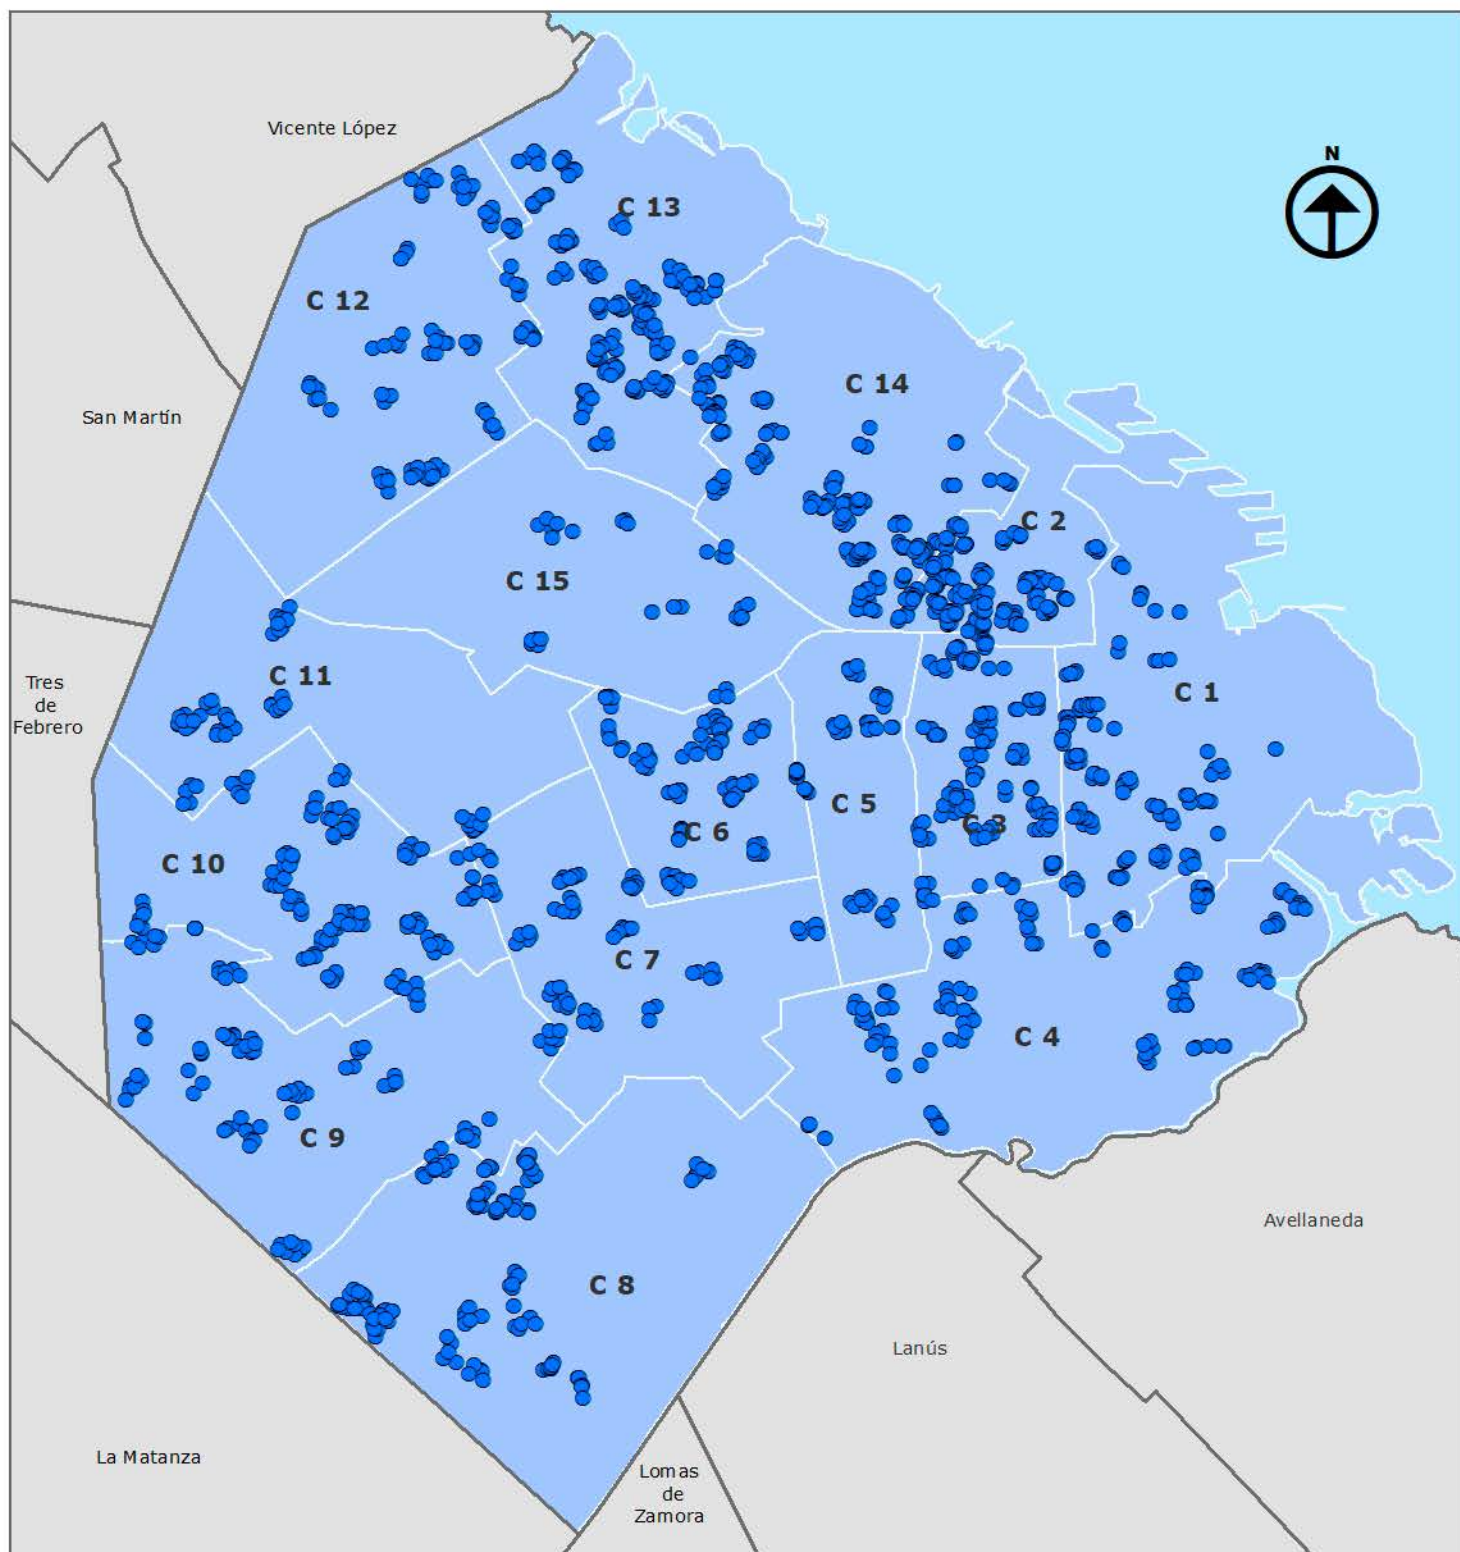 Vicente López
N
C 13
C 12
C 14
San Martín
C 2
C 15
C 11
C 1
Tres
de
Febrero
C 5
C 6
C 3
C 10
C 7
C 4
C 9
Avellaneda
C 8
Lanús
La Matanza
Lomas
de
Zamora